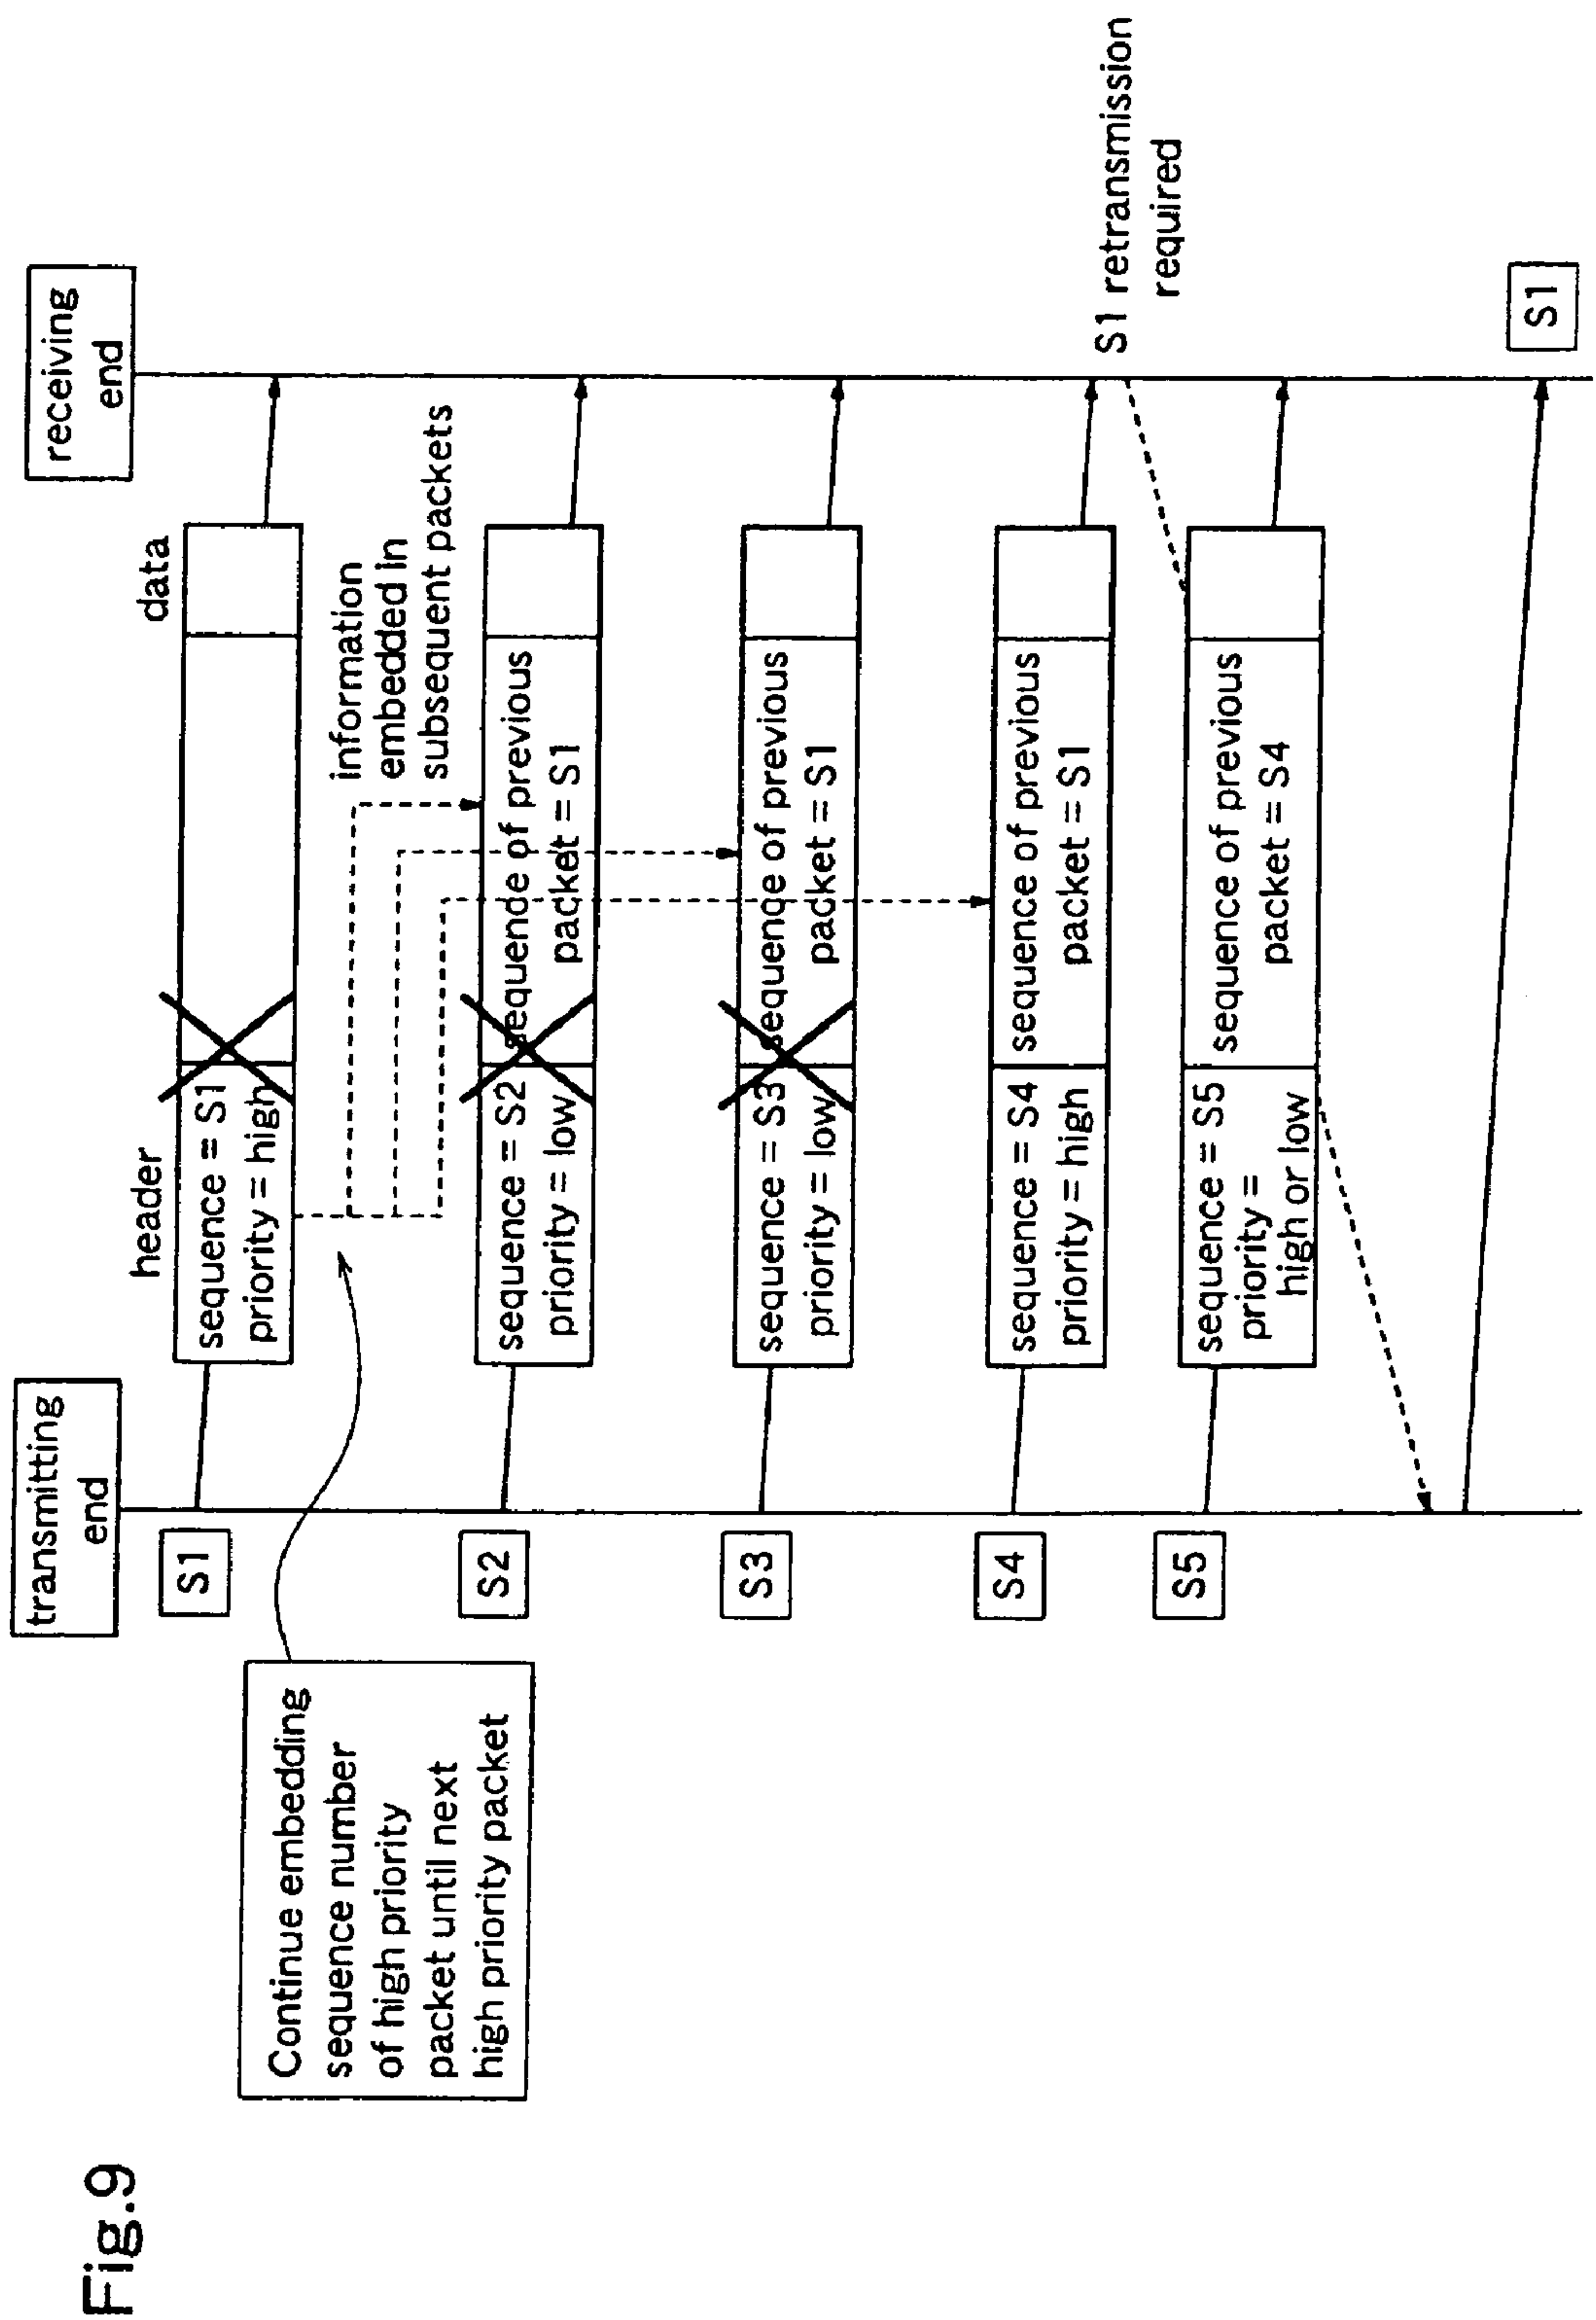 Fig.9
transmitting
end
receiving
end
Continue embedding
sequence number
of high priority
packet until next
high priority packet
header
data
S1
sequence = S1
priority = high
information
embedded in
subsequent packets
S2
sequence = S2
priority = low
sequende of previous
packet = S1
S3
sequence = S3
priority = low
sequence of previous
packet = S1
S4
sequence = S4
priority = high
sequence of previous
packet = S1
S1 retransmission
required
S5
sequence = S5
priority =
high or low
sequence of previous
packet = S4
S1